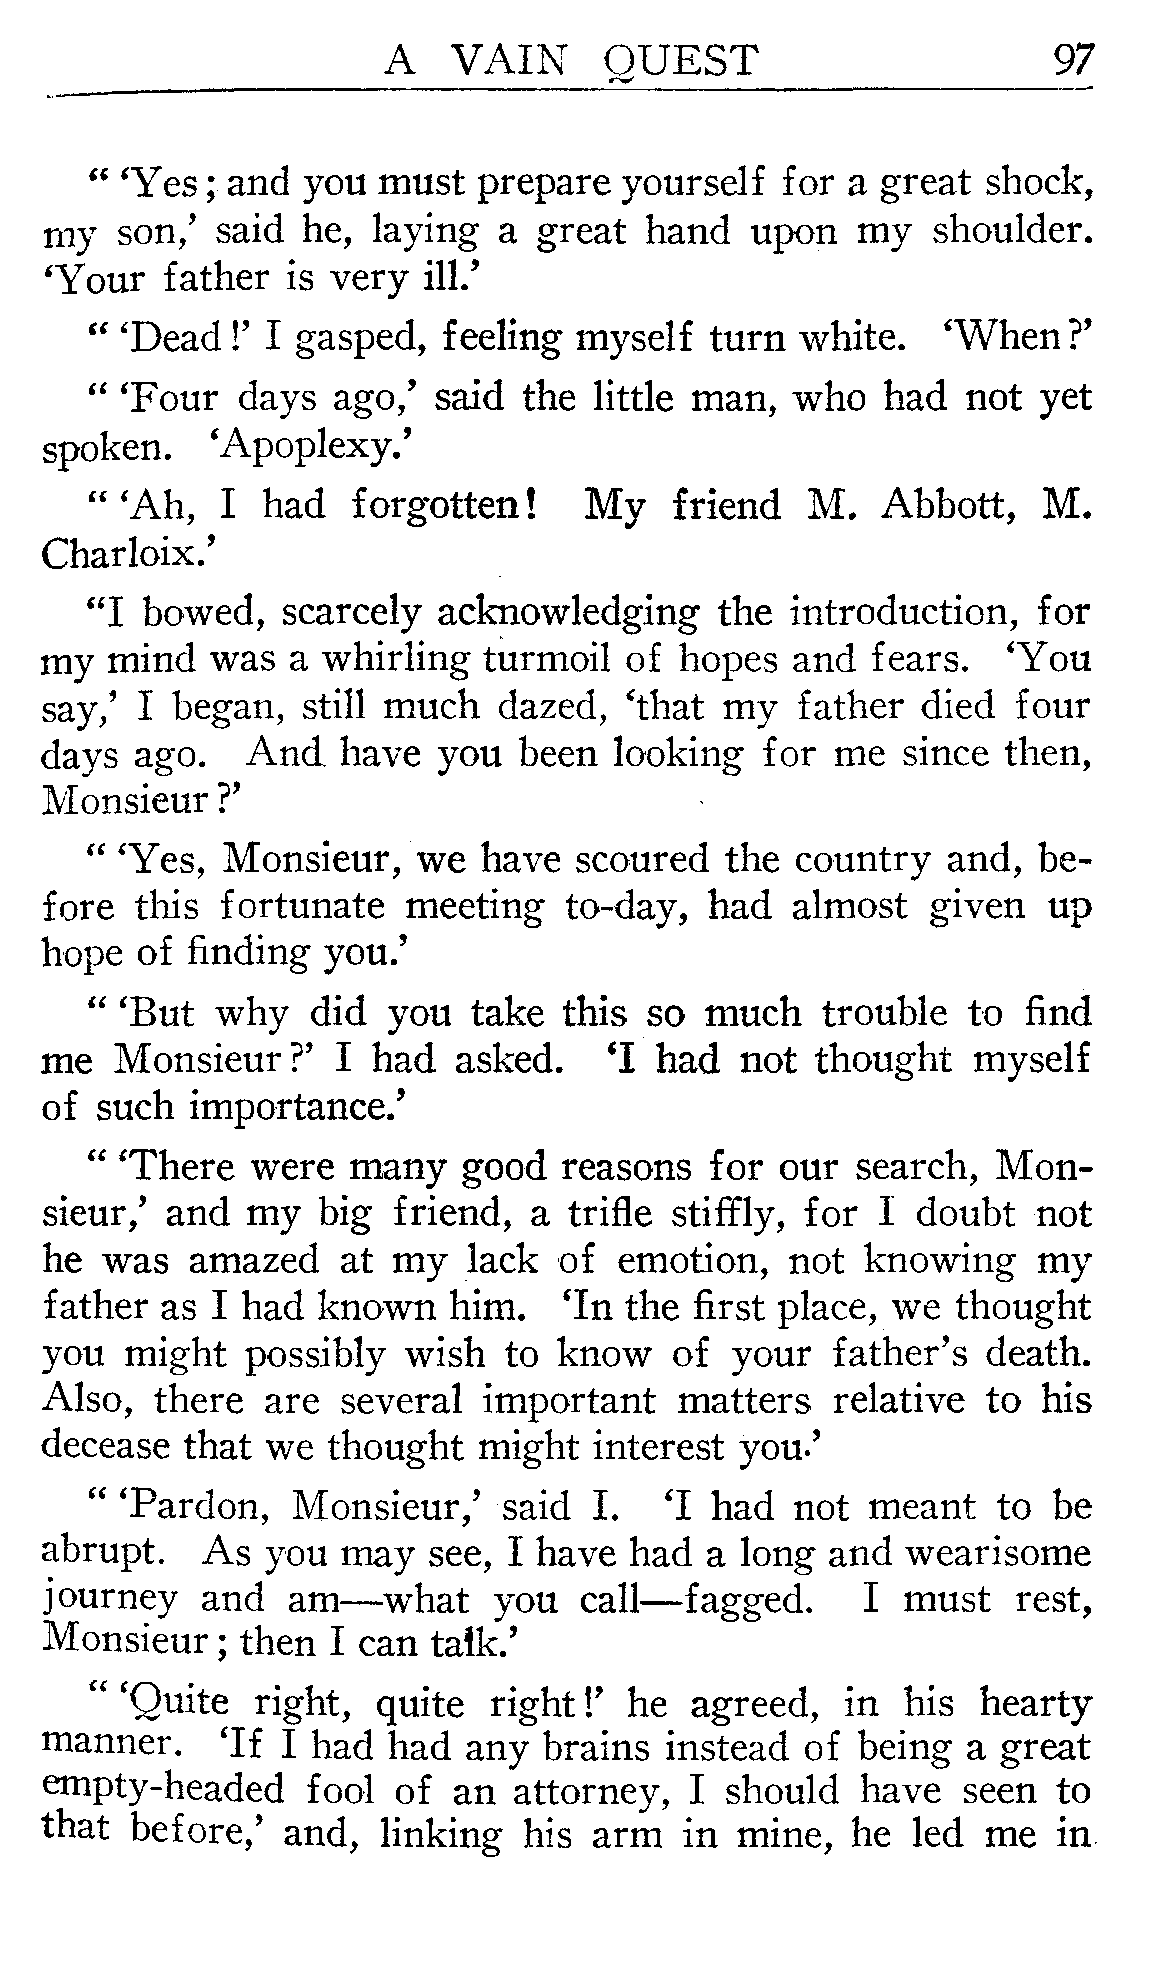 A VAIN QUEST 97
“ ‘Yes; and you must prepare yourself for a great shock,
my son,’ said he, laying a great hand upon my shoulder.
‘Your father is very ill.’
“ ‘Dead!’ I gasped, feeling myself turn white. ‘When?’
“ ‘Four days ago,’ said the little man, who had not yet
spoken. ‘Apoplexy.’
“ ‘Ah, I had forgotten! My friend M. Abbott, M.
Charloix.’
“I bowed, scarcely acknowledging the introduction, for
my mind was a whirling turmoil of hopes and fears. ‘You
say,’ I began, still much dazed, ‘that my father died four
days ago. And have you been looking for me since then,
Monsieur?’
“ ‘Yes, Monsieur, we have scoured the country and, be-
fore this fortunate meeting to-day, had almost given up
hope of finding you.’
“ ‘But why did you take this so much trouble to find
me Monsieur?’ I had asked. ‘I had not thought myself
of such importance.’
“ ‘There were many good reasons for our search, Mon-
sieur,’ and my big friend, a trifle stiffly, for I doubt not
he was amazed at my lack of emotion, not knowing my
father as I had known him. ‘In the first place, we thought
you might possibly wish to know of your father’s death.
Also, there are several important matters relative to his
decease that we thought might interest you.’
“ ‘Pardon, Monsieur,’ said I. ‘I had not meant to be
abrupt. As you may see, I have had a long and wearisome
journey and am—what you call—fagged. I must rest,
Monsieur; then I can talk.’
“ ‘Quite right, quite right!’ he agreed, in his hearty
manner. ‘If I had had any brains instead of being a great
empty-headed fool of an attorney, I should have seen to
that before,’ and, linking his arm in mine, he led me in